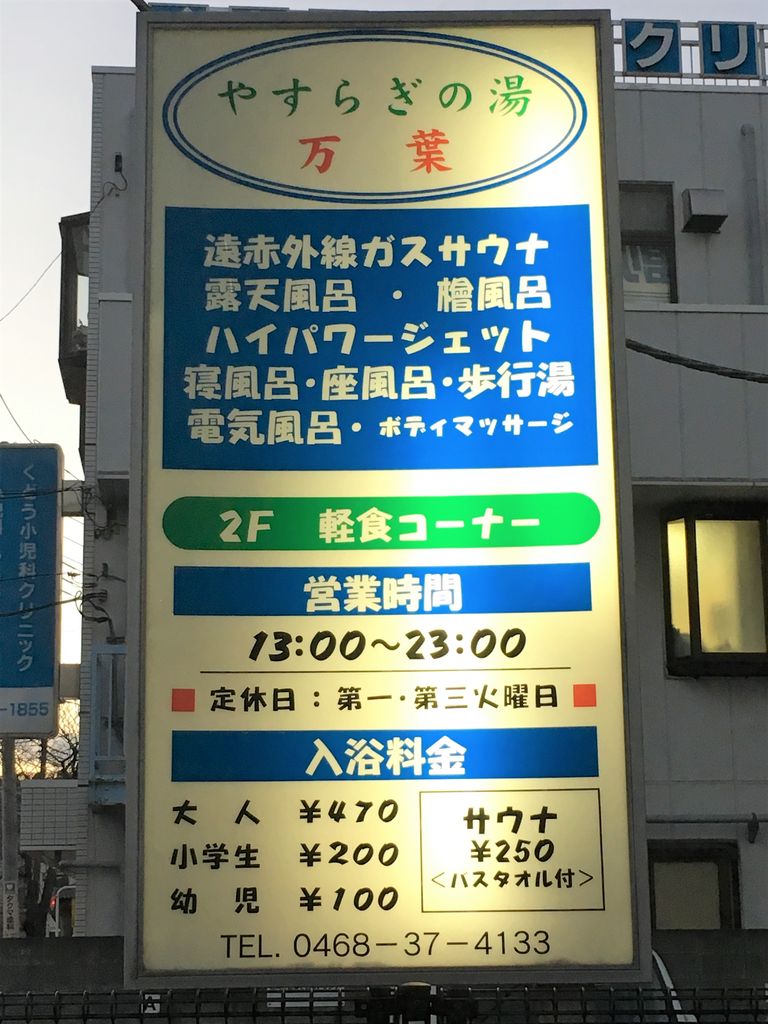 クリ
やすらぎの湯
万葉
遠赤外線ガスサウナ
露天風呂・檜風呂
ハイパワージェット
寝風呂・座風呂・歩行湯
電気風呂・ボディマッサージ
2F 軽食コーナー
営業時間
13:00〜23:00
定休日：第一・第三火曜日
入浴料金
大人 ¥470
小学生 ¥200
幼児 ¥100
サウナ
¥250
<バスタオル付>
TEL. 0468-37-4133
くどう小児科クリニック
-1855